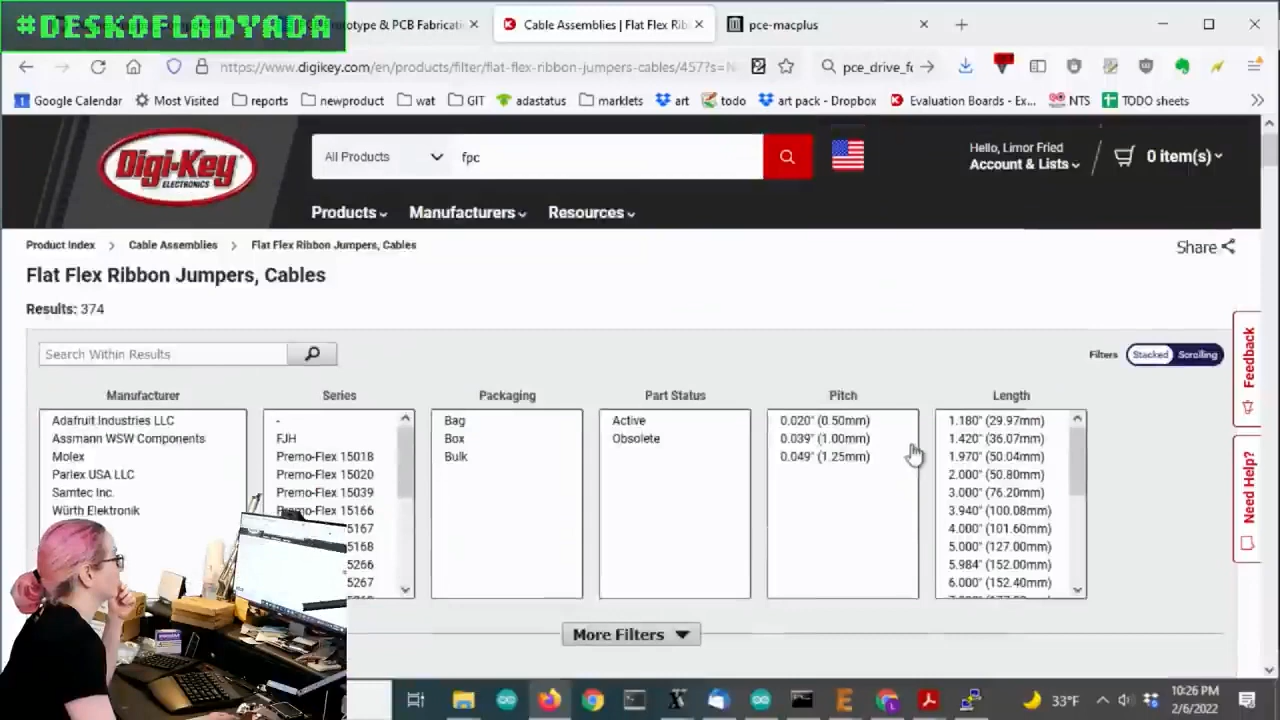 #DESKOFLADYADA
rototype & PCB Fabricati
Cable Assemblies | Flat Flex Rib
pce-macplus
https://www.digikey.com/en/products/filter/flat-flex-ribbon-jumpers-cables/457?s=N
pce_drive_f
Google Calendar
Most Visited
reports
newproduct
wat
GIT
adastatus
marklets
art
todo
art pack - Dropbox
Evaluation Boards - Ex...
NTS
TODO sheets
Digi-Key
ELECTRONICS
All Products
fpc
Hello, Limor Fried
Account & Lists
0 item(s)
Products
Manufacturers
Resources
Product Index > Cable Assemblies > Flat Flex Ribbon Jumpers, Cables
Share
Flat Flex Ribbon Jumpers, Cables
Results: 374
Search Within Results
Filters
Stacked
Scrolling
Feedback
Need Help?
Manufacturer
Adafruit Industries LLC
Assmann WSW Components
Molex
Parlex USA LLC
Samtec Inc.
Würth Elektronik
Series
-
FJH
Premo-Flex 15018
Premo-Flex 15020
Premo-Flex 15039
Premo-Flex 15166
15167
15168
15266
15267
Packaging
Bag
Box
Bulk
Part Status
Active
Obsolete
Pitch
0.020" (0.50mm)
0.039" (1.00mm)
0.049" (1.25mm)
Length
1.180" (29.97mm)
1.420" (36.07mm)
1.970" (50.04mm)
2.000" (50.80mm)
3.000" (76.20mm)
3.940" (100.08mm)
4.000" (101.60mm)
5.000" (127.00mm)
5.984" (152.00mm)
6.000" (152.40mm)
More Filters
33°F
10:26 PM
2/6/2022